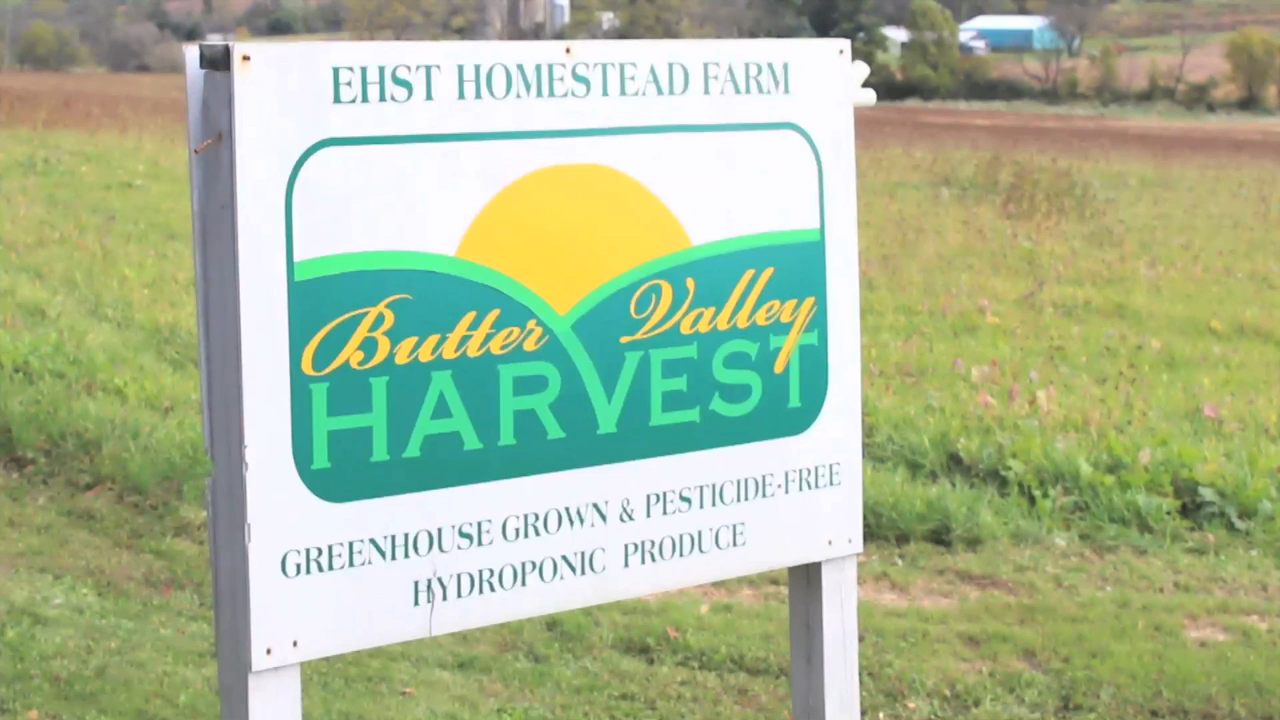 EHST HOMESTEAD FARM
Butter Valley
HARVEST
GREENHOUSE GROWN & PESTICIDE-FREE
HYDROPONIC PRODUCE